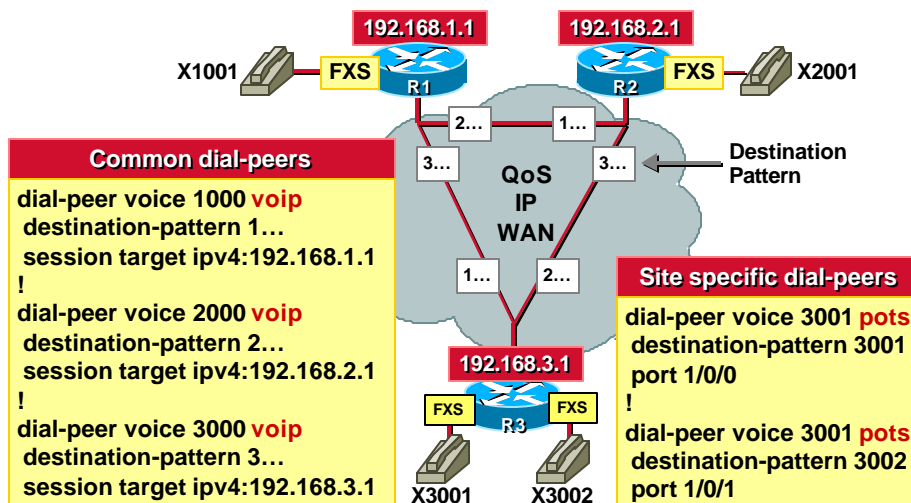 192.168.1.1
192.168.2.1
X1001
FXS
R1
R2
FXS
X2001
2...
1...
3...
3...
Destination
Pattern
QoS
IP
WAN
1...
2...
Common dial-peers
dial-peer voice 1000 voip
destination-pattern 1...
session target ipv4:192.168.1.1
!
dial-peer voice 2000 voip
destination-pattern 2...
session target ipv4:192.168.2.1
!
dial-peer voice 3000 voip
destination-pattern 3...
session target ipv4:192.168.3.1
192.168.3.1
FXS
R3
FXS
X3001
X3002
Site specific dial-peers
dial-peer voice 3001 pots
destination-pattern 3001
port 1/0/0
!
dial-peer voice 3001 pots
destination-pattern 3002
port 1/0/1